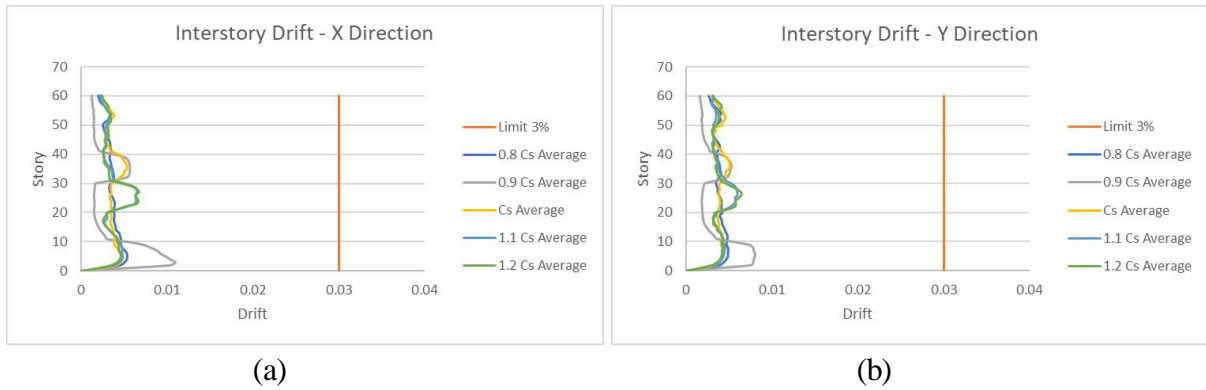 Interstory Drift - X Direction
70
60
50
40
30
20
10
0
Story
0
0.01
0.02
0.03
0.04
Drift
Limit 3%
0.8 Cs Average
0.9 Cs Average
Cs Average
1.1 Cs Average
1.2 Cs Average
(a)
Interstory Drift - Y Direction
70
60
50
40
30
20
10
0
Story
0
0.01
0.02
0.03
0.04
Drift
Limit 3%
0.8 Cs Average
0.9 Cs Average
Cs Average
1.1 Cs Average
1.2 Cs Average
(b)